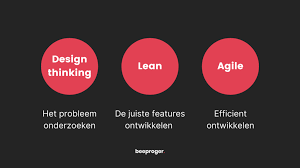 Design
thinking
Lean
Agile
Het probleem
onderzoeken
De juiste features
ontwikkelen
Efficient
ontwikkelen
beeproger